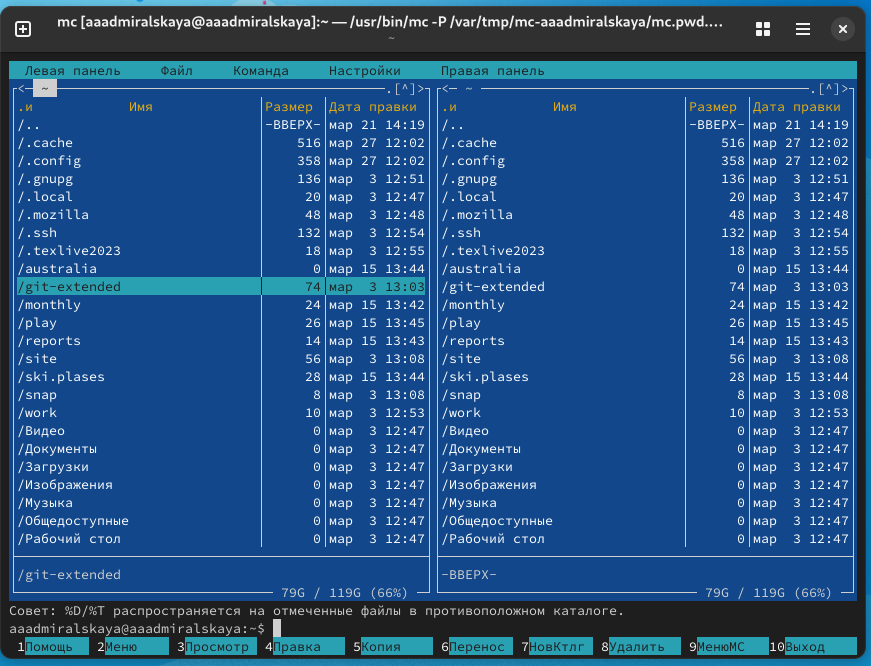 mc [aaadmiralskaya@aaadmiralskaya]:~ — /usr/bin/mc -P /var/tmp/mc-aaadmiralskaya/mc.pwd....
~
Левая панель Файл Команда Настройки Правая панель
<— ~ .[^]> <— ~ .[^]>
.и Имя Размер Дата правки .и Имя Размер Дата правки
/.. -ВВЕРХ- мар 21 14:19 /.. -ВВЕРХ- мар 21 14:19
/.cache 516 мар 27 12:02 /.cache 516 мар 27 12:02
/.config 358 мар 27 12:02 /.config 358 мар 27 12:02
/.gnupg 136 мар 3 12:51 /.gnupg 136 мар 3 12:51
/.local 20 мар 3 12:47 /.local 20 мар 3 12:47
/.mozilla 48 мар 3 12:48 /.mozilla 48 мар 3 12:48
/.ssh 132 мар 3 12:54 /.ssh 132 мар 3 12:54
/.texlive2023 18 мар 3 12:55 /.texlive2023 18 мар 3 12:55
/australia 0 мар 15 13:44 /australia 0 мар 15 13:44
/git-extended 74 мар 3 13:03 /git-extended 74 мар 3 13:03
/monthly 24 мар 15 13:42 /monthly 24 мар 15 13:42
/play 26 мар 15 13:45 /play 26 мар 15 13:45
/reports 14 мар 15 13:43 /reports 14 мар 15 13:43
/site 56 мар 3 13:08 /site 56 мар 3 13:08
/ski.plases 28 мар 15 13:44 /ski.plases 28 мар 15 13:44
/snap 8 мар 3 13:08 /snap 8 мар 3 13:08
/work 10 мар 3 12:53 /work 10 мар 3 12:53
/Видео 0 мар 3 12:47 /Видео 0 мар 3 12:47
/Документы 0 мар 3 12:47 /Документы 0 мар 3 12:47
/Загрузки 0 мар 3 12:47 /Загрузки 0 мар 3 12:47
/Изображения 0 мар 3 12:47 /Изображения 0 мар 3 12:47
/Музыка 0 мар 3 12:47 /Музыка 0 мар 3 12:47
/Общедоступные 0 мар 3 12:47 /Общедоступные 0 мар 3 12:47
/Рабочий стол 0 мар 3 12:47 /Рабочий стол 0 мар 3 12:47
/git-extended -ВВЕРХ-
79G / 119G (66%) 79G / 119G (66%)
Совет: %D/%T распространяется на отмеченные файлы в противоположном каталоге.
aaadmiralskaya@aaadmiralskaya:~$
1Помощь 2Меню 3Просмотр 4Правка 5Копия 6Перенос 7НовКтлг 8Удалить 9МенюМС 10Выход